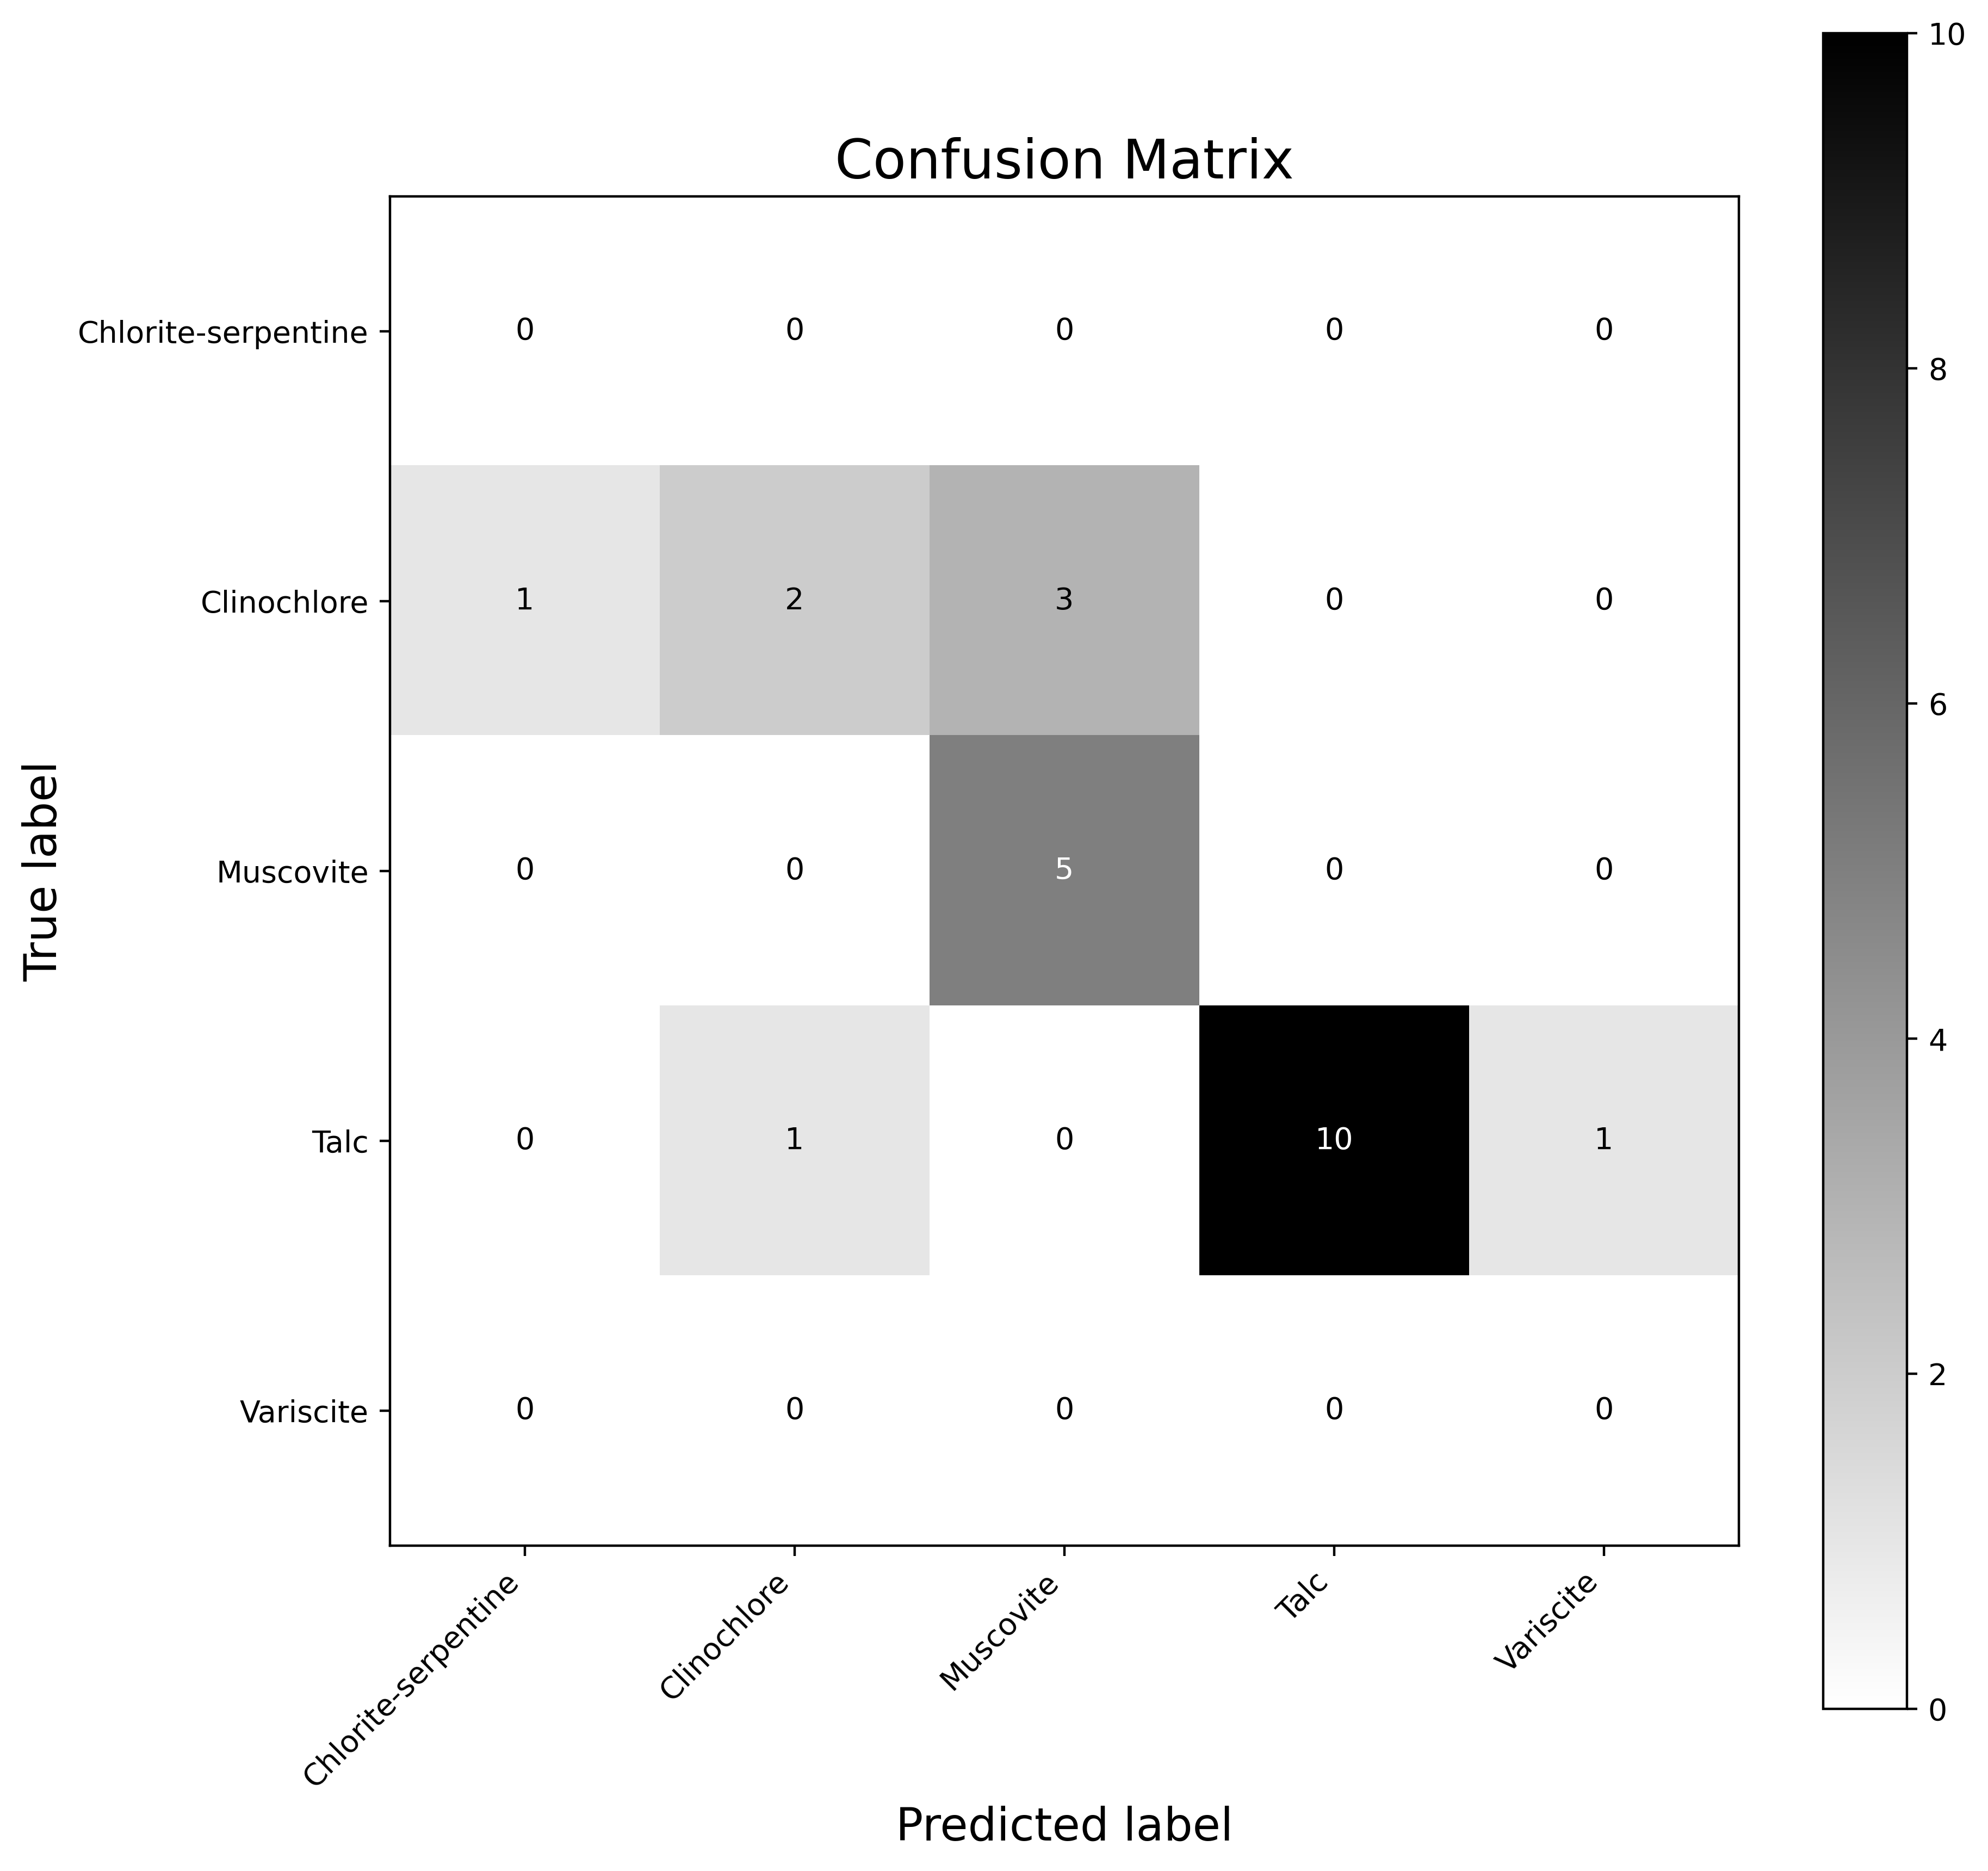 Confusion Matrix
True label
Chlorite-serpentine 0 0 0 0 0
Clinochlore 1 2 3 0 0
Muscovite 0 0 5 0 0
Talc 0 1 0 10 1
Variscite 0 0 0 0 0
Chlorite-serpentine Clinochlore Muscovite Talc Variscite
Predicted label
10
8
6
4
2
0